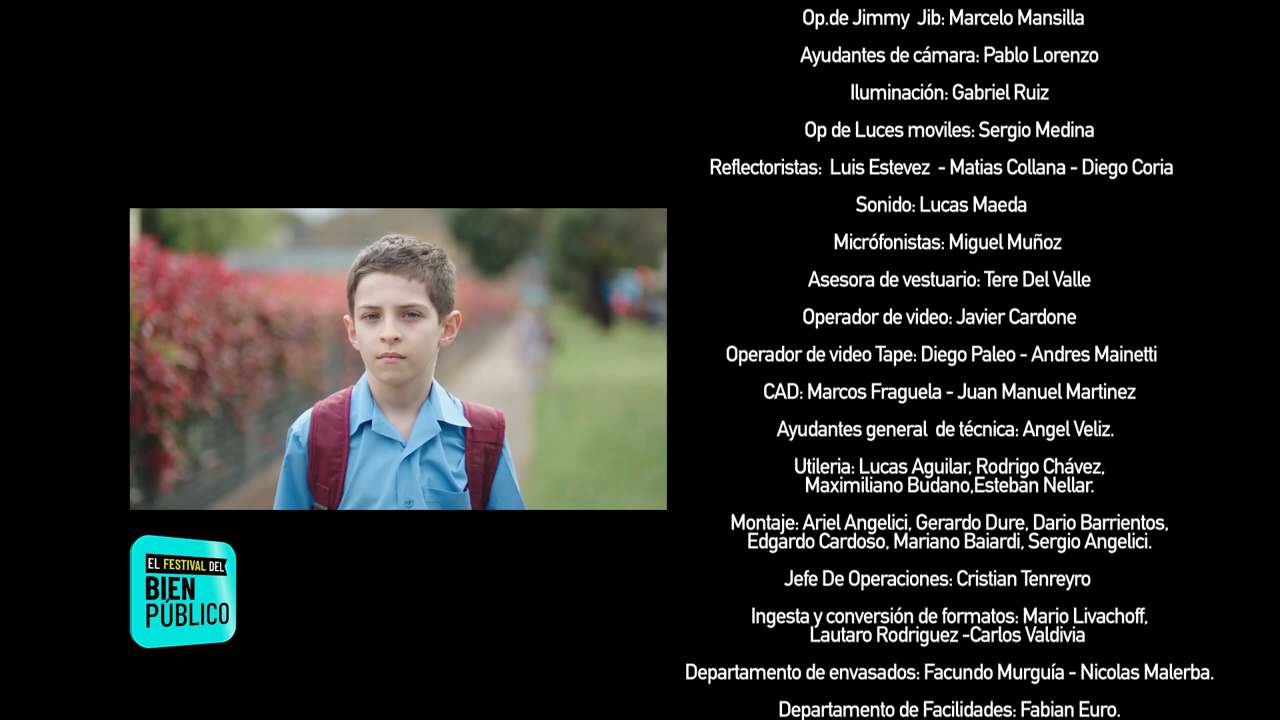 Op.de Jimmy Jib: Marcelo Mansilla
Ayudantes de cámara: Pablo Lorenzo
Iluminación: Gabriel Ruiz
Op de Luces moviles: Sergio Medina
Reflectoristas: Luis Estevez - Matias Collana - Diego Coria
Sonido: Lucas Maeda
Micrófonistas: Miguel Muñoz
Asesora de vestuario: Tere Del Valle
Operador de video: Javier Cardone
Operador de video Tape: Diego Paleo - Andres Mainetti
CAD: Marcos Fraguela - Juan Manuel Martinez
Ayudantes general de técnica: Angel Veliz.
Utileria: Lucas Aguilar, Rodrigo Chávez,
Maximiliano Budano,Esteban Nellar.
Montaje: Ariel Angelici, Gerardo Dure, Dario Barrientos,
Edgardo Cardoso, Mariano Baiardi, Sergio Angelici.
Jefe De Operaciones: Cristian Tenreyro
Ingesta y conversión de formatos: Mario Livachoff,
Lautaro Rodriguez -Carlos Valdivia
Departamento de envasados: Facundo Murguía - Nicolas Malerba.
Departamento de Facilidades: Fabian Euro.
EL FESTIVAL DEL
BIEN
PÚBLICO